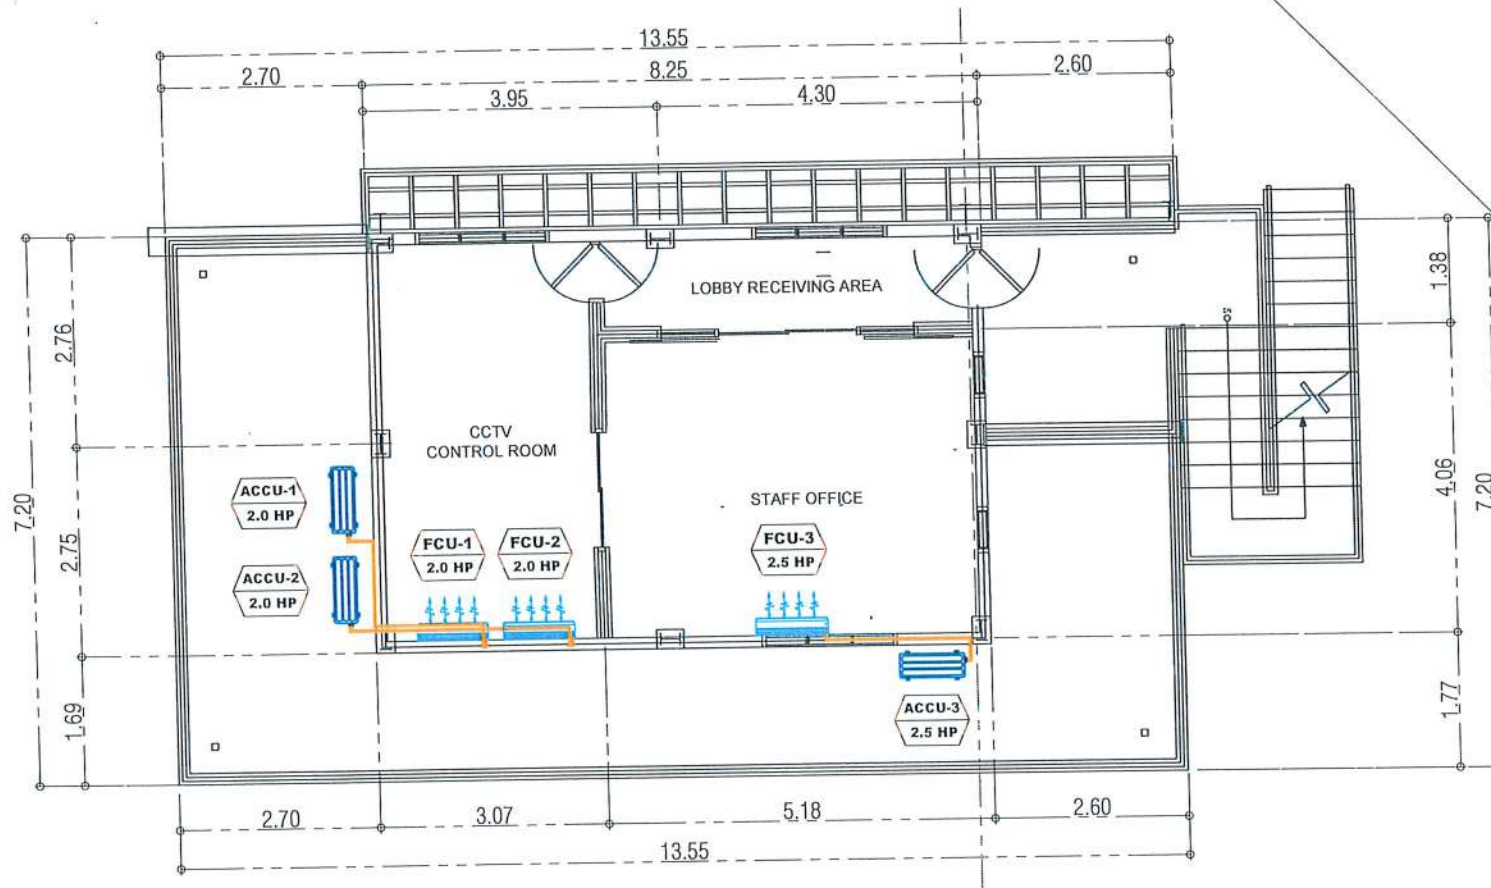 13.55
2.70
8.25
2.60
3.95
4.30
LOBBY RECEIVING AREA
1.38
2.76
CCTV
CONTROL ROOM
STAFF OFFICE
4.06
7.20
7.20
ACCU-1
2.0 HP
FCU-1
2.0 HP
FCU-2
2.0 HP
FCU-3
2.5 HP
2.75
ACCU-2
2.0 HP
1.69
ACCU-3
2.5 HP
1.77
2.70
3.07
5.18
2.60
13.55